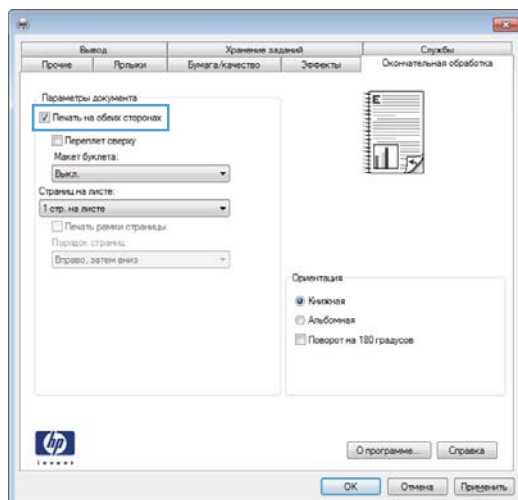 Вывод Хранение заданий Службы
Прочие Ярлыки Бумага/качество Эффекты Окончательная обработка
Параметры документа
Печать на обеих сторонах
Переплет сверху
Макет буклета:
Выкл.
Страниц на листе:
1 стр. на листе
Печать рамки страницы
Порядок страниц:
Вправо, затем вниз
E
Ориентация
Книжная
Альбомная
Поворот на 180 градусов
hp
invent
О программе... Справка
OK Отмена Применить